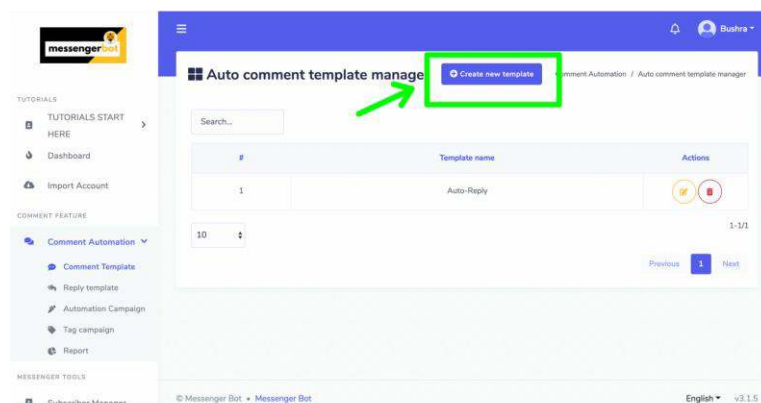 messengerbot
Bushra
Auto comment template manage
Create new template
Comment Automation / Auto comment template manager
TUTORIALS
TUTORIALS START
HERE
Dashboard
Import Account
COMMENT FEATURE
Comment Automation
Comment Template
Reply template
Automation Campaign
Tag campaign
Report
MESSENGER TOOLS
Subscriber Manager
Search...
# Template name Actions
1 Auto-Reply
10
1-1/1
Previous 1 Next
© Messenger Bot • Messenger Bot
English v3.1.5